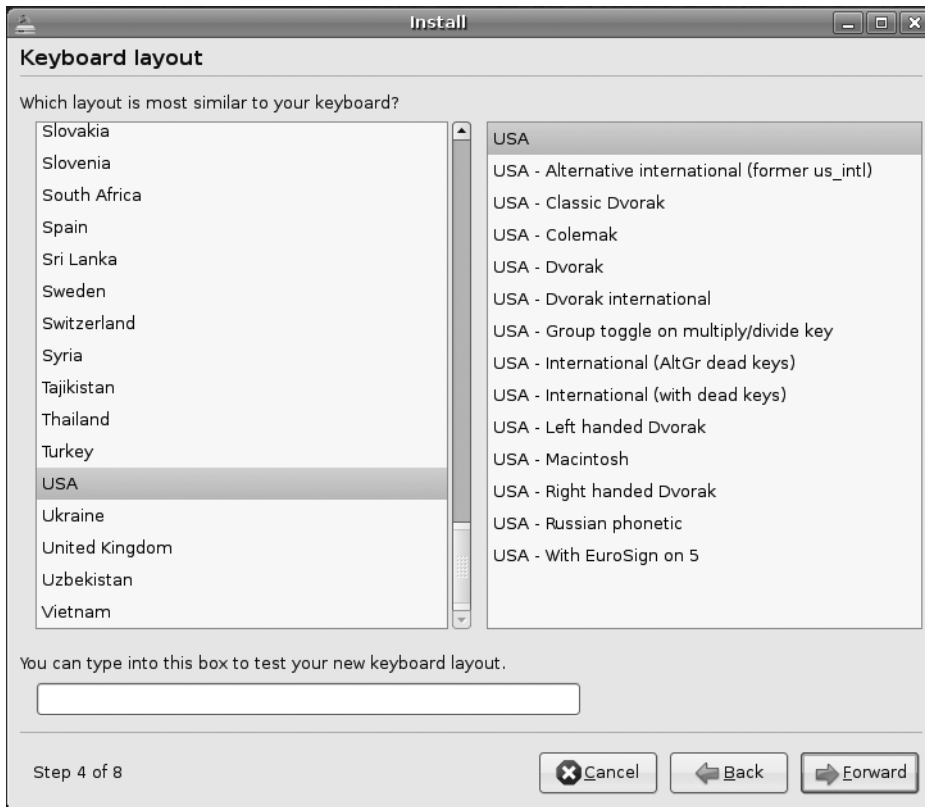 Install
Keyboard layout
Which layout is most similar to your keyboard?
Slovakia
Slovenia
South Africa
Spain
Sri Lanka
Sweden
Switzerland
Syria
Tajikistan
Thailand
Turkey
USA
Ukraine
United Kingdom
Uzbekistan
Vietnam
USA
USA - Alternative international (former us_intl)
USA - Classic Dvorak
USA - Colemak
USA - Dvorak
USA - Dvorak international
USA - Group toggle on multiply/divide key
USA - International (AltGr dead keys)
USA - International (with dead keys)
USA - Left handed Dvorak
USA - Macintosh
USA - Right handed Dvorak
USA - Russian phonetic
USA - With EuroSign on 5
You can type into this box to test your new keyboard layout.
Step 4 of 8
Cancel
Back
Forward